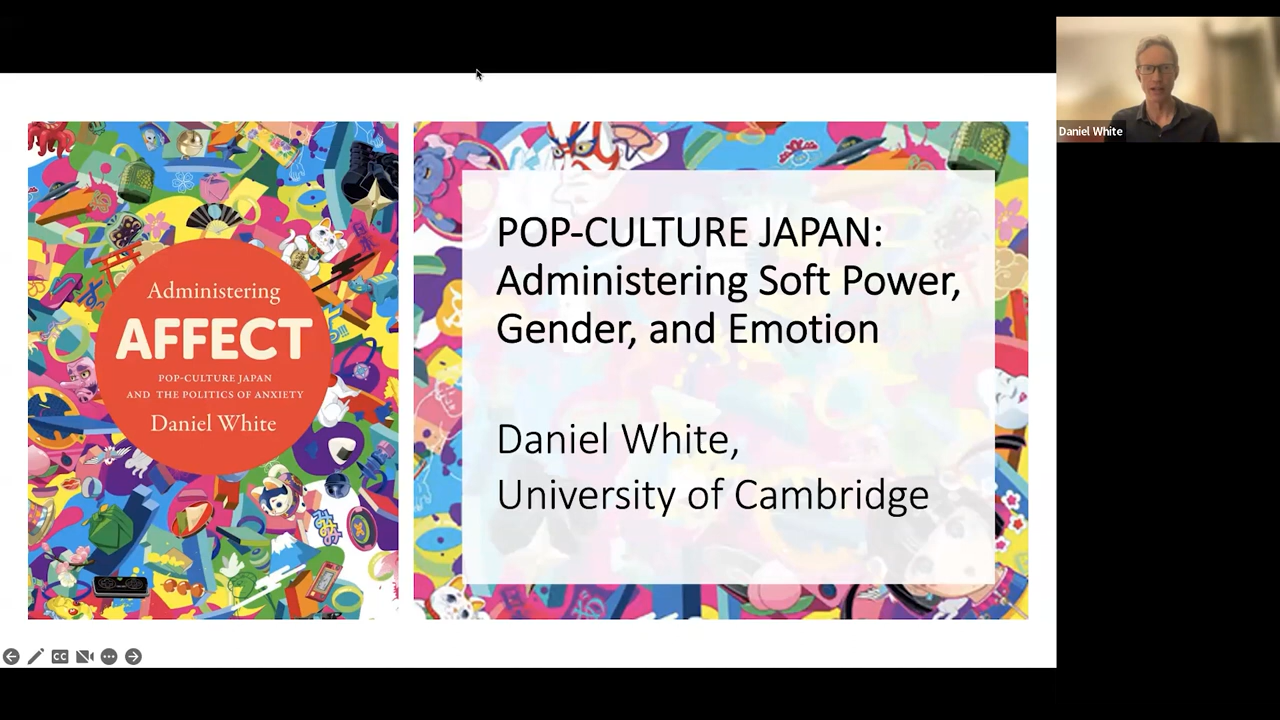 Administering
AFFECT
POP-CULTURE JAPAN
AND THE POLITICS OF ANXIETY
Daniel White
POP-CULTURE JAPAN:
Administering Soft Power,
Gender, and Emotion
Daniel White,
University of Cambridge
Daniel White
CC